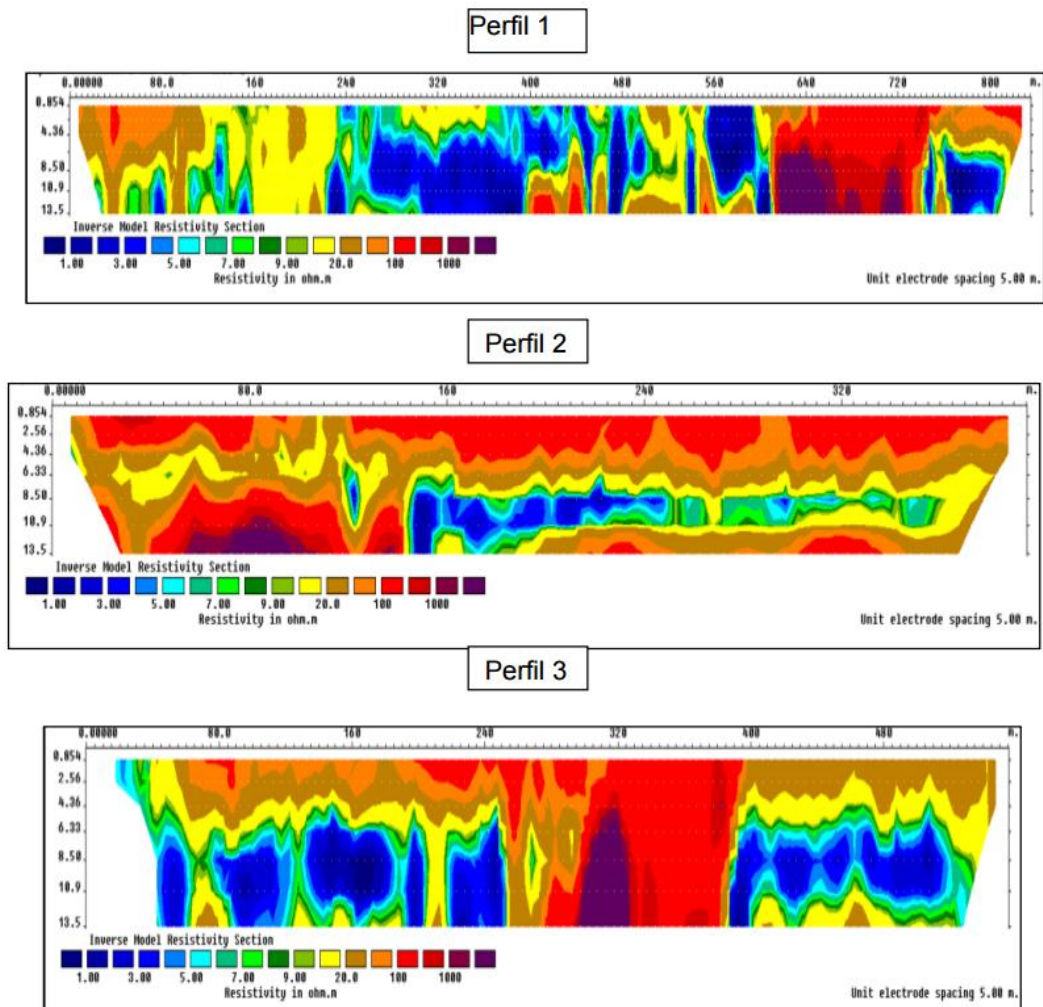 Perfil 1
0.00000 80.0 160 240 320 400 480 560 640 720 800 m.
0.854
4.36
8.50
10.9
13.5
Inverse Model Resistivity Section
1.00 3.00 5.00 7.00 9.00 20.0 100 1000
Resistivity in ohm.m Unit electrode spacing 5.00 m.
Perfil 2
0.00000 80.0 160 240 320 m.
0.854
2.56
4.36
6.33
8.50
10.9
13.5
Inverse Model Resistivity Section
1.00 3.00 5.00 7.00 9.00 20.0 100 1000
Resistivity in ohm.m Unit electrode spacing 5.00 m.
Perfil 3
0.00000 80.0 160 240 320 400 480 m.
0.854
2.56
4.36
6.33
8.50
10.9
13.5
Inverse Model Resistivity Section
1.00 3.00 5.00 7.00 9.00 20.0 100 1000
Resistivity in ohm.m Unit electrode spacing 5.00 m.